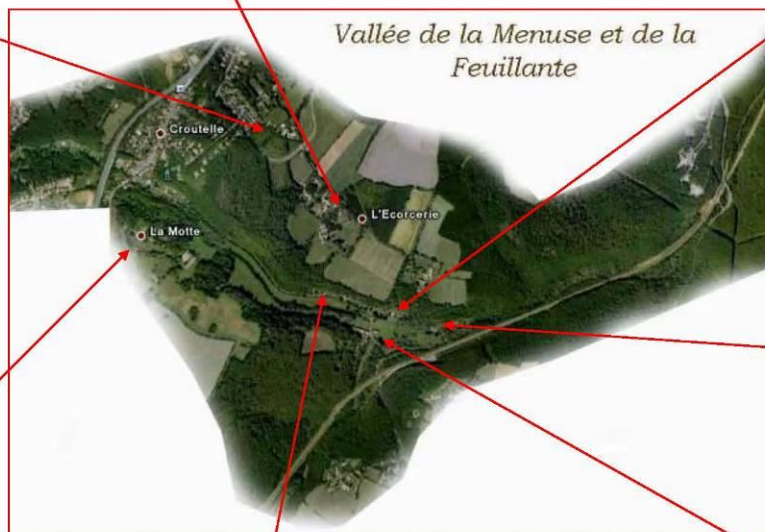 Vallée de la Menuse et de la
Feuillante
Croutelle
L'Ecorcerie
La Motte